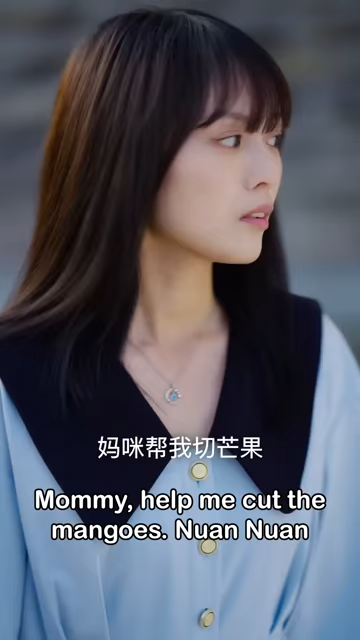 妈咪帮我切芒果
Mommy, help me cut the
mangoes. Nuan Nuan